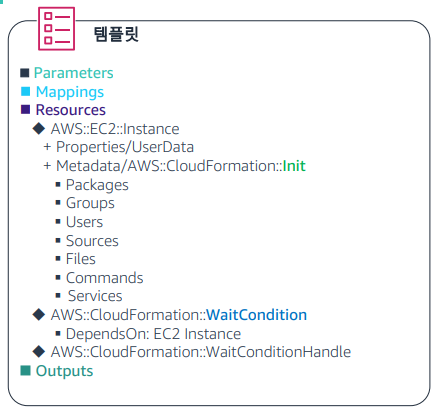 템플릿
■ Parameters
■ Mappings
■ Resources
◆ AWS::EC2::Instance
+ Properties/UserData
+ Metadata/AWS::CloudFormation::Init
▪ Packages
▪ Groups
▪ Users
▪ Sources
▪ Files
▪ Commands
▪ Services
◆ AWS::CloudFormation::WaitCondition
▪ DependsOn: EC2 Instance
◆ AWS::CloudFormation::WaitConditionHandle
■ Outputs